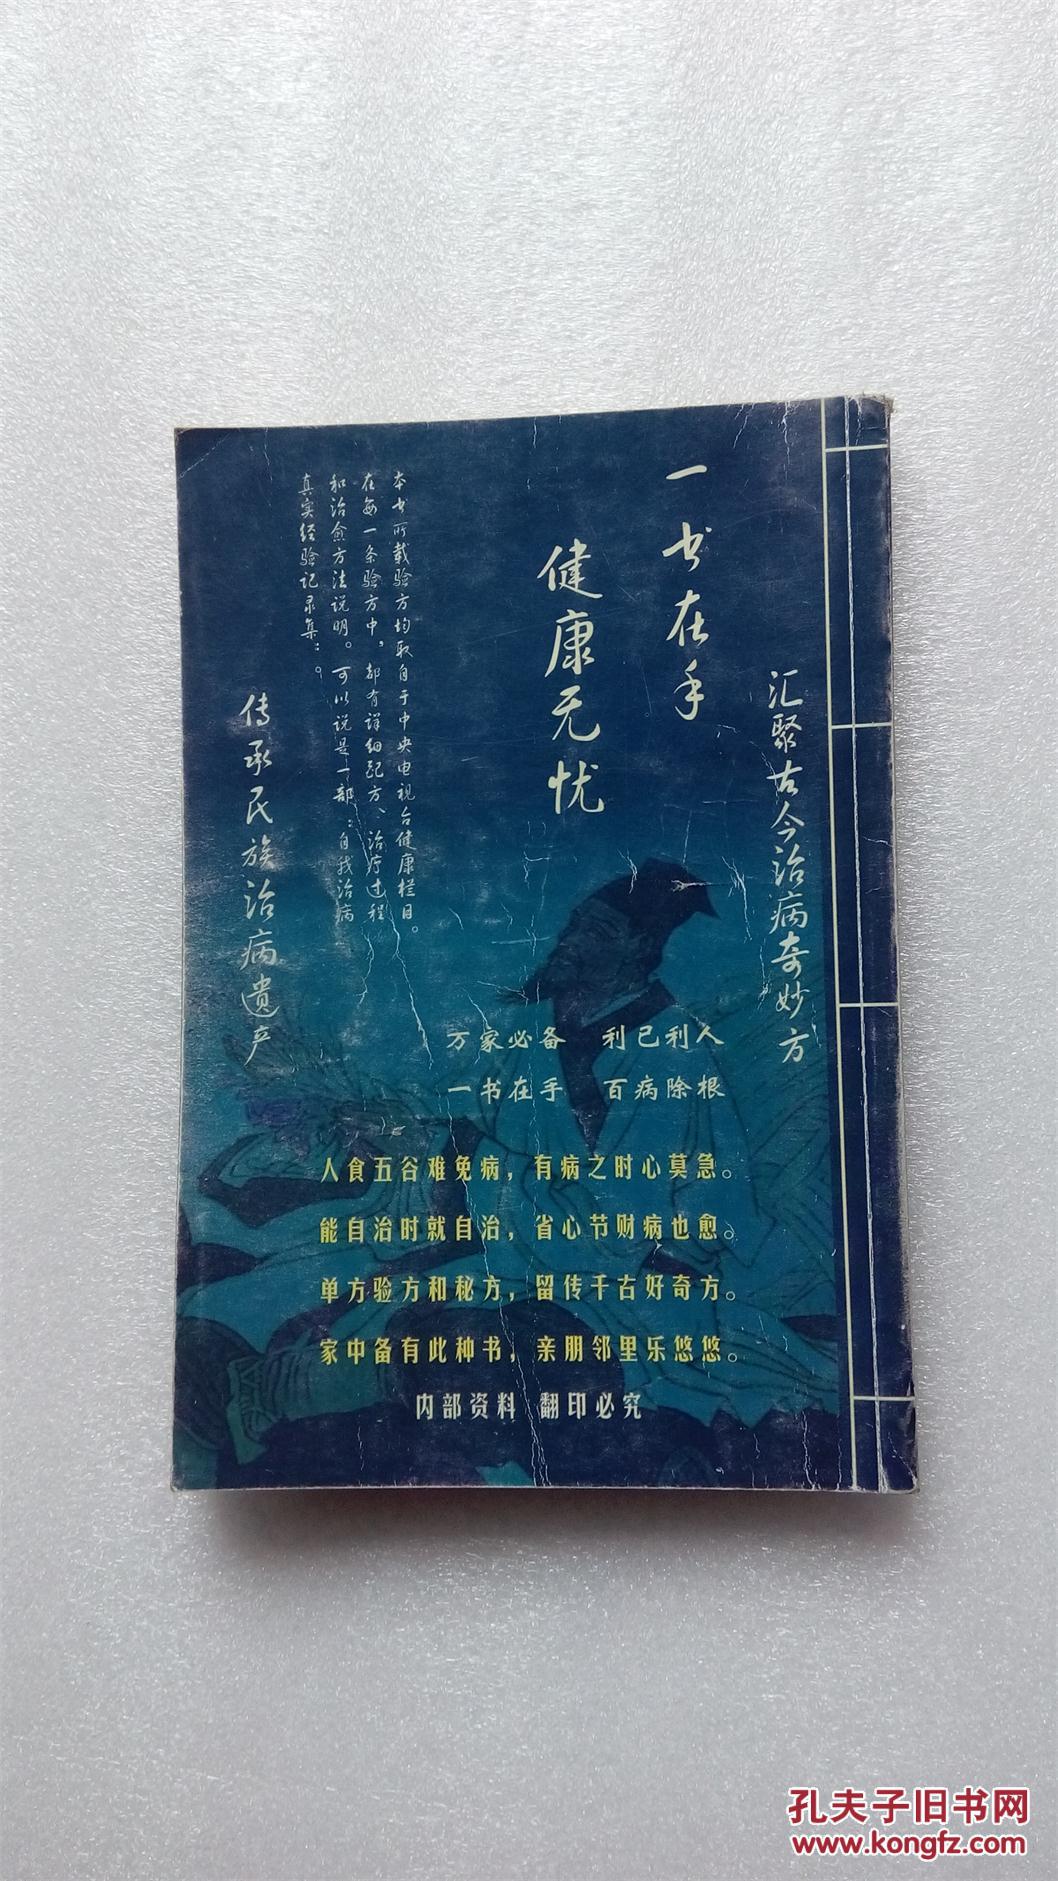 汇聚古今治病奇妙方
一书在手
健康无忧
本书所载验方均取自于中央电视台健康栏目。
在每一条验方中,都有详细配方、治疗过程
和治愈方法说明。可以说是一部:自我治病
真实经验记录集:。
传承民族治病遗产
万家必备 利己利人
一书在手 百病除根
人食五谷难免病,有病之时心莫急。
能自治时就自治,省心节财病也愈。
单方验方和秘方,留传千古好奇方。
家中备有此种书,亲朋邻里乐悠悠。
内部资料 翻印必究
孔夫子旧书网
www.kongfz.com